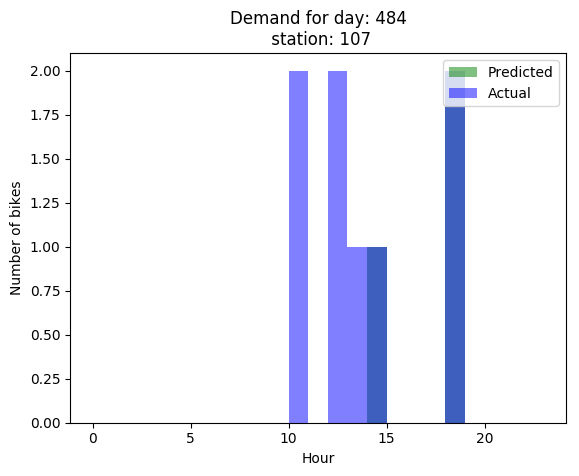 Demand for day: 484
station: 107
Predicted
Actual
2.00
1.75
1.50
1.25
1.00
0.75
0.50
0.25
0.00
Number of bikes
0 5 10 15 20
Hour